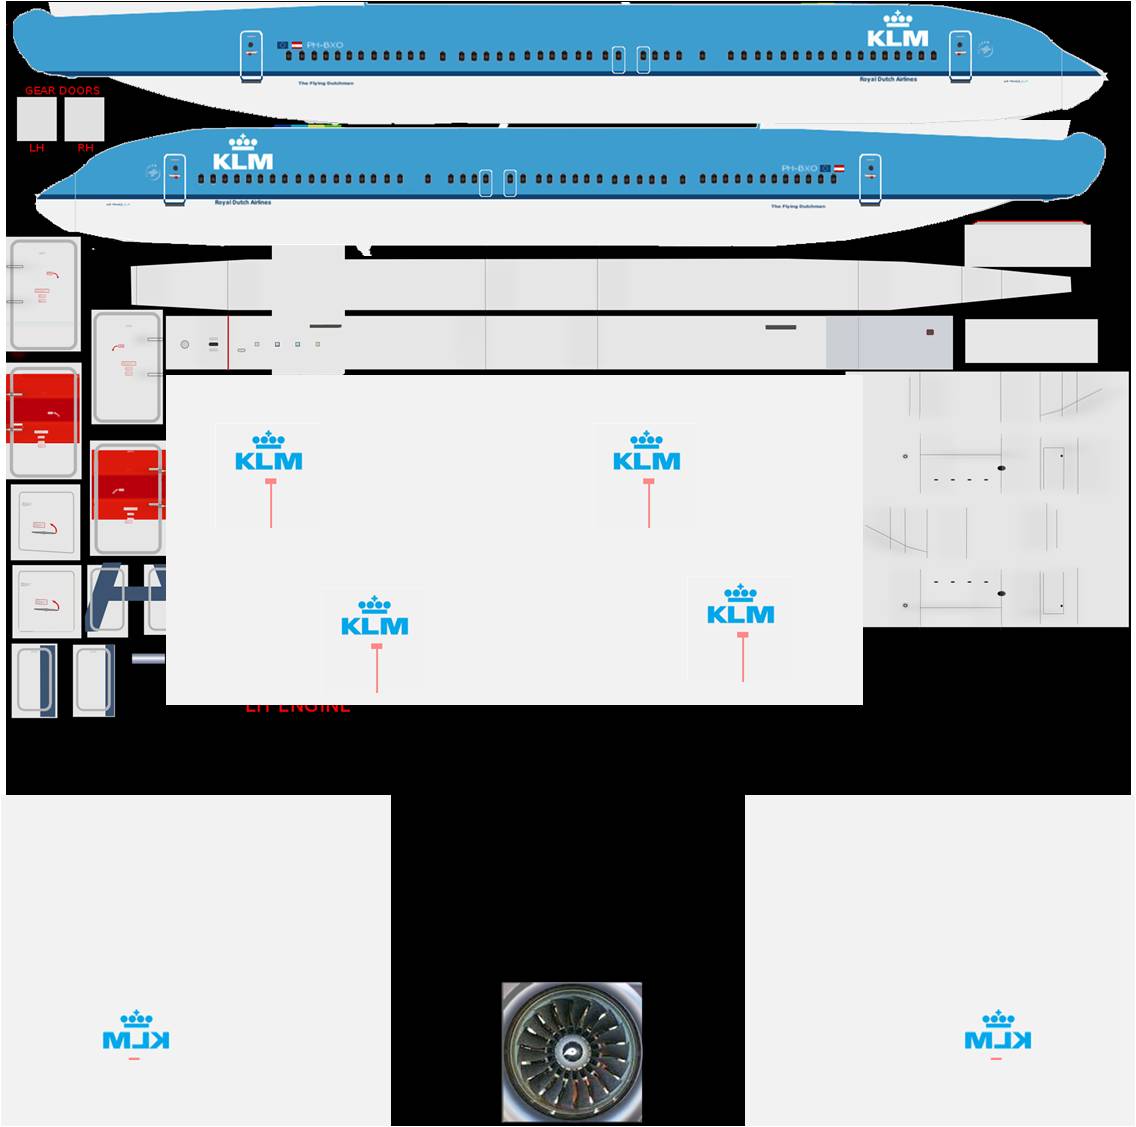 KLM
PH-BXO
The Flying Dutchman
Royal Dutch Airlines
GEAR DOORS
LH
RH
KLM
PH-BXO
Royal Dutch Airlines
The Flying Dutchman
KLM
KLM
KLM
KLM
LH ENGINE
KLM
KLM